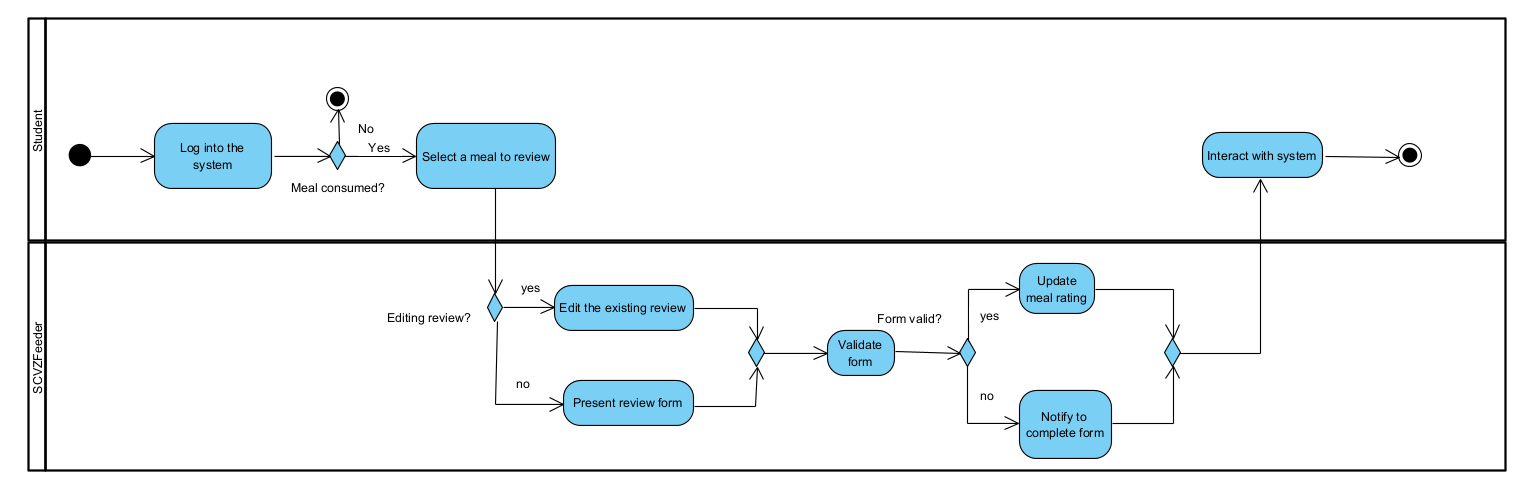 Student
Log into the
system
No
Yes
Meal consumed?
Select a meal to review
Interact with system
SCVZFeeder
Editing review?
yes
Edit the existing review
no
Present review form
Validate
form
Form valid?
yes
Update
meal rating
no
Notify to
complete form